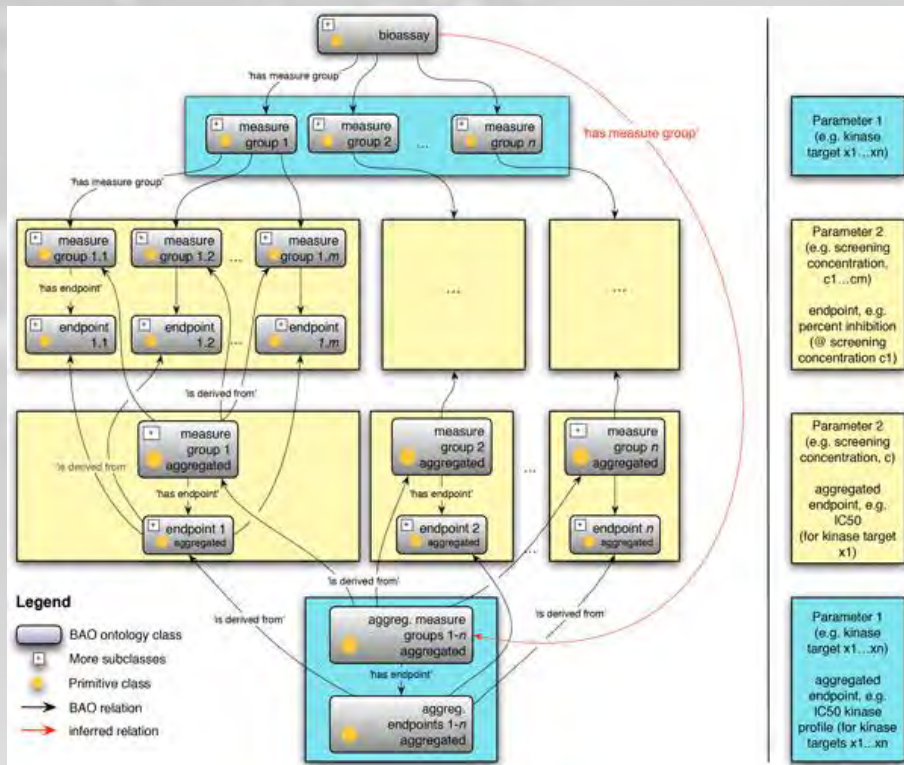 bioassay
'has measure group'
measure
group 1
measure
group 2
...
measure
group n
'has measure group'
'has measure group'
measure
group 1.1
measure
group 1.2
...
measure
group 1.m
'has endpoint'
endpoint
1.1
endpoint
1.2
...
endpoint
1.m
...
...
'is derived from'
measure
group 1
aggregated
measure
group 2
aggregated
...
measure
group n
aggregated
'is derived from'
'has endpoint'
'has endpoint'
endpoint 1
aggregated
endpoint 2
aggregated
...
endpoint n
aggregated
'is derived from'
'is derived from'
'is derived from'
aggreg. measure
groups 1-n
aggregated
'has endpoint'
aggreg.
endpoints 1-n
aggregated
Legend
BAO ontology class
More subclasses
Primitive class
BAO relation
inferred relation
Parameter 1
(e.g. kinase
target x1...xn)
Parameter 2
(e.g. screening
concentration,
c1...cm)
endpoint, e.g.
percent inhibition
(@ screening
concentration c1)
Parameter 2
(e.g. screening
concentration, c)
aggregated
endpoint, e.g.
IC50
(for kinase target
x1)
Parameter 1
(e.g. kinase
target x1...xn)
aggregated
endpoint, e.g.
IC50 kinase
profile (for kinase
targets x1...xn